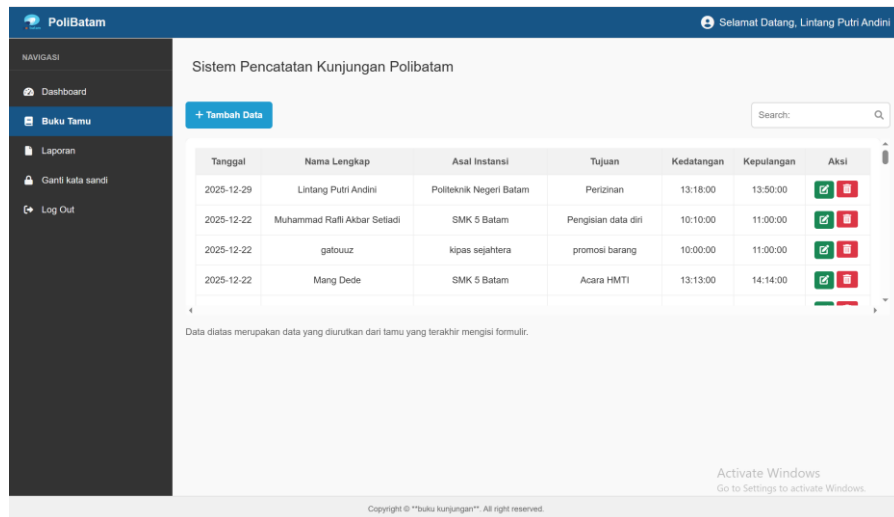 PoliBatam
Selamat Datang, Lintang Putri Andini
NAVIGASI
Dashboard
Buku Tamu
Laporan
Ganti kata sandi
Log Out
Sistem Pencatatan Kunjungan Polibatam
+ Tambah Data
Search:
Tanggal Nama Lengkap Asal Instansi Tujuan Kedatangan Kepulangan Aksi
2025-12-29 Lintang Putri Andini Politeknik Negeri Batam Perizinan 13:18:00 13:50:00
2025-12-22 Muhammad Rafli Akbar Setiadi SMK 5 Batam Pengisian data diri 10:10:00 11:00:00
2025-12-22 gatouuz kipas sejahtera promosi barang 10:00:00 11:00:00
2025-12-22 Mang Dede SMK 5 Batam Acara HMTI 13:13:00 14:14:00
Data diatas merupakan data yang diurutkan dari tamu yang terakhir mengisi formulir.
Activate Windows
Go to Settings to activate Windows.
Copyright © "buku kunjungan". All right reserved.